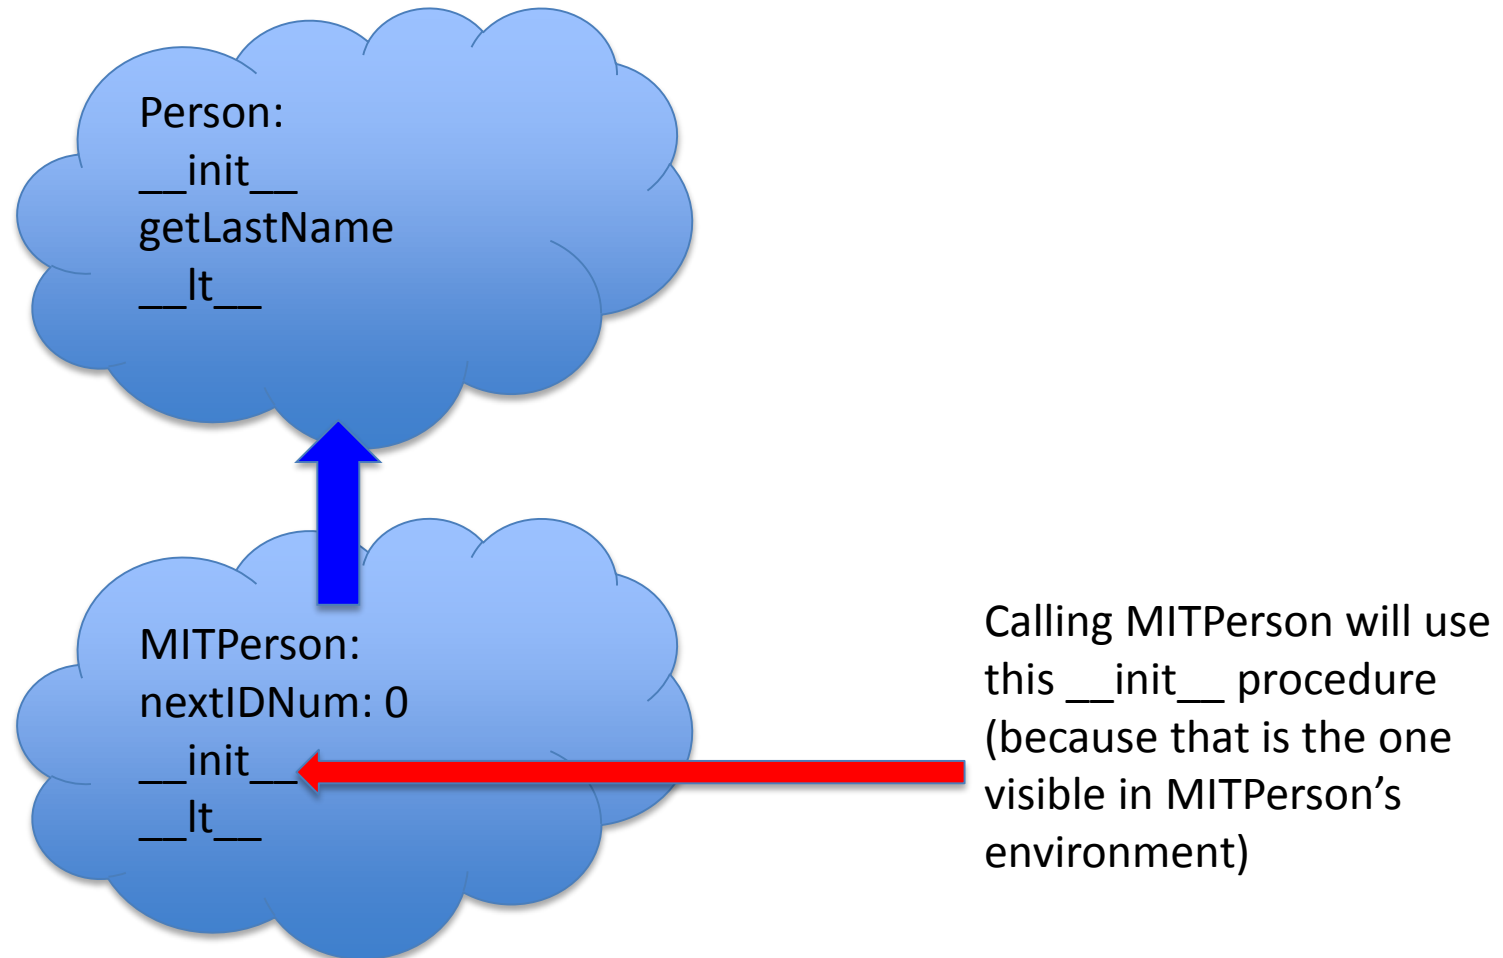 Person:
__init__
getLastName
__lt__
MITPerson:
nextIDNum: 0
__init__
__lt__
Calling MITPerson will use
this __init__ procedure
(because that is the one
visible in MITPerson’s
environment)